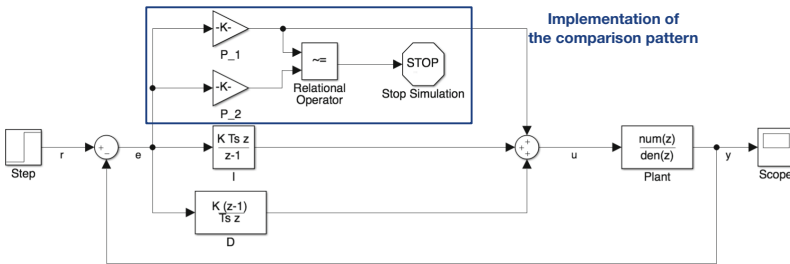 Implementation of
the comparison pattern
-K-
P_1
-K-
P_2
~=
Relational
Operator
STOP
Stop Simulation
Step
r
+
−
e
K Ts z
z-1
I
K (z-1)
Ts z
D
+
+
+
u
num(z)
den(z)
Plant
y
Scope